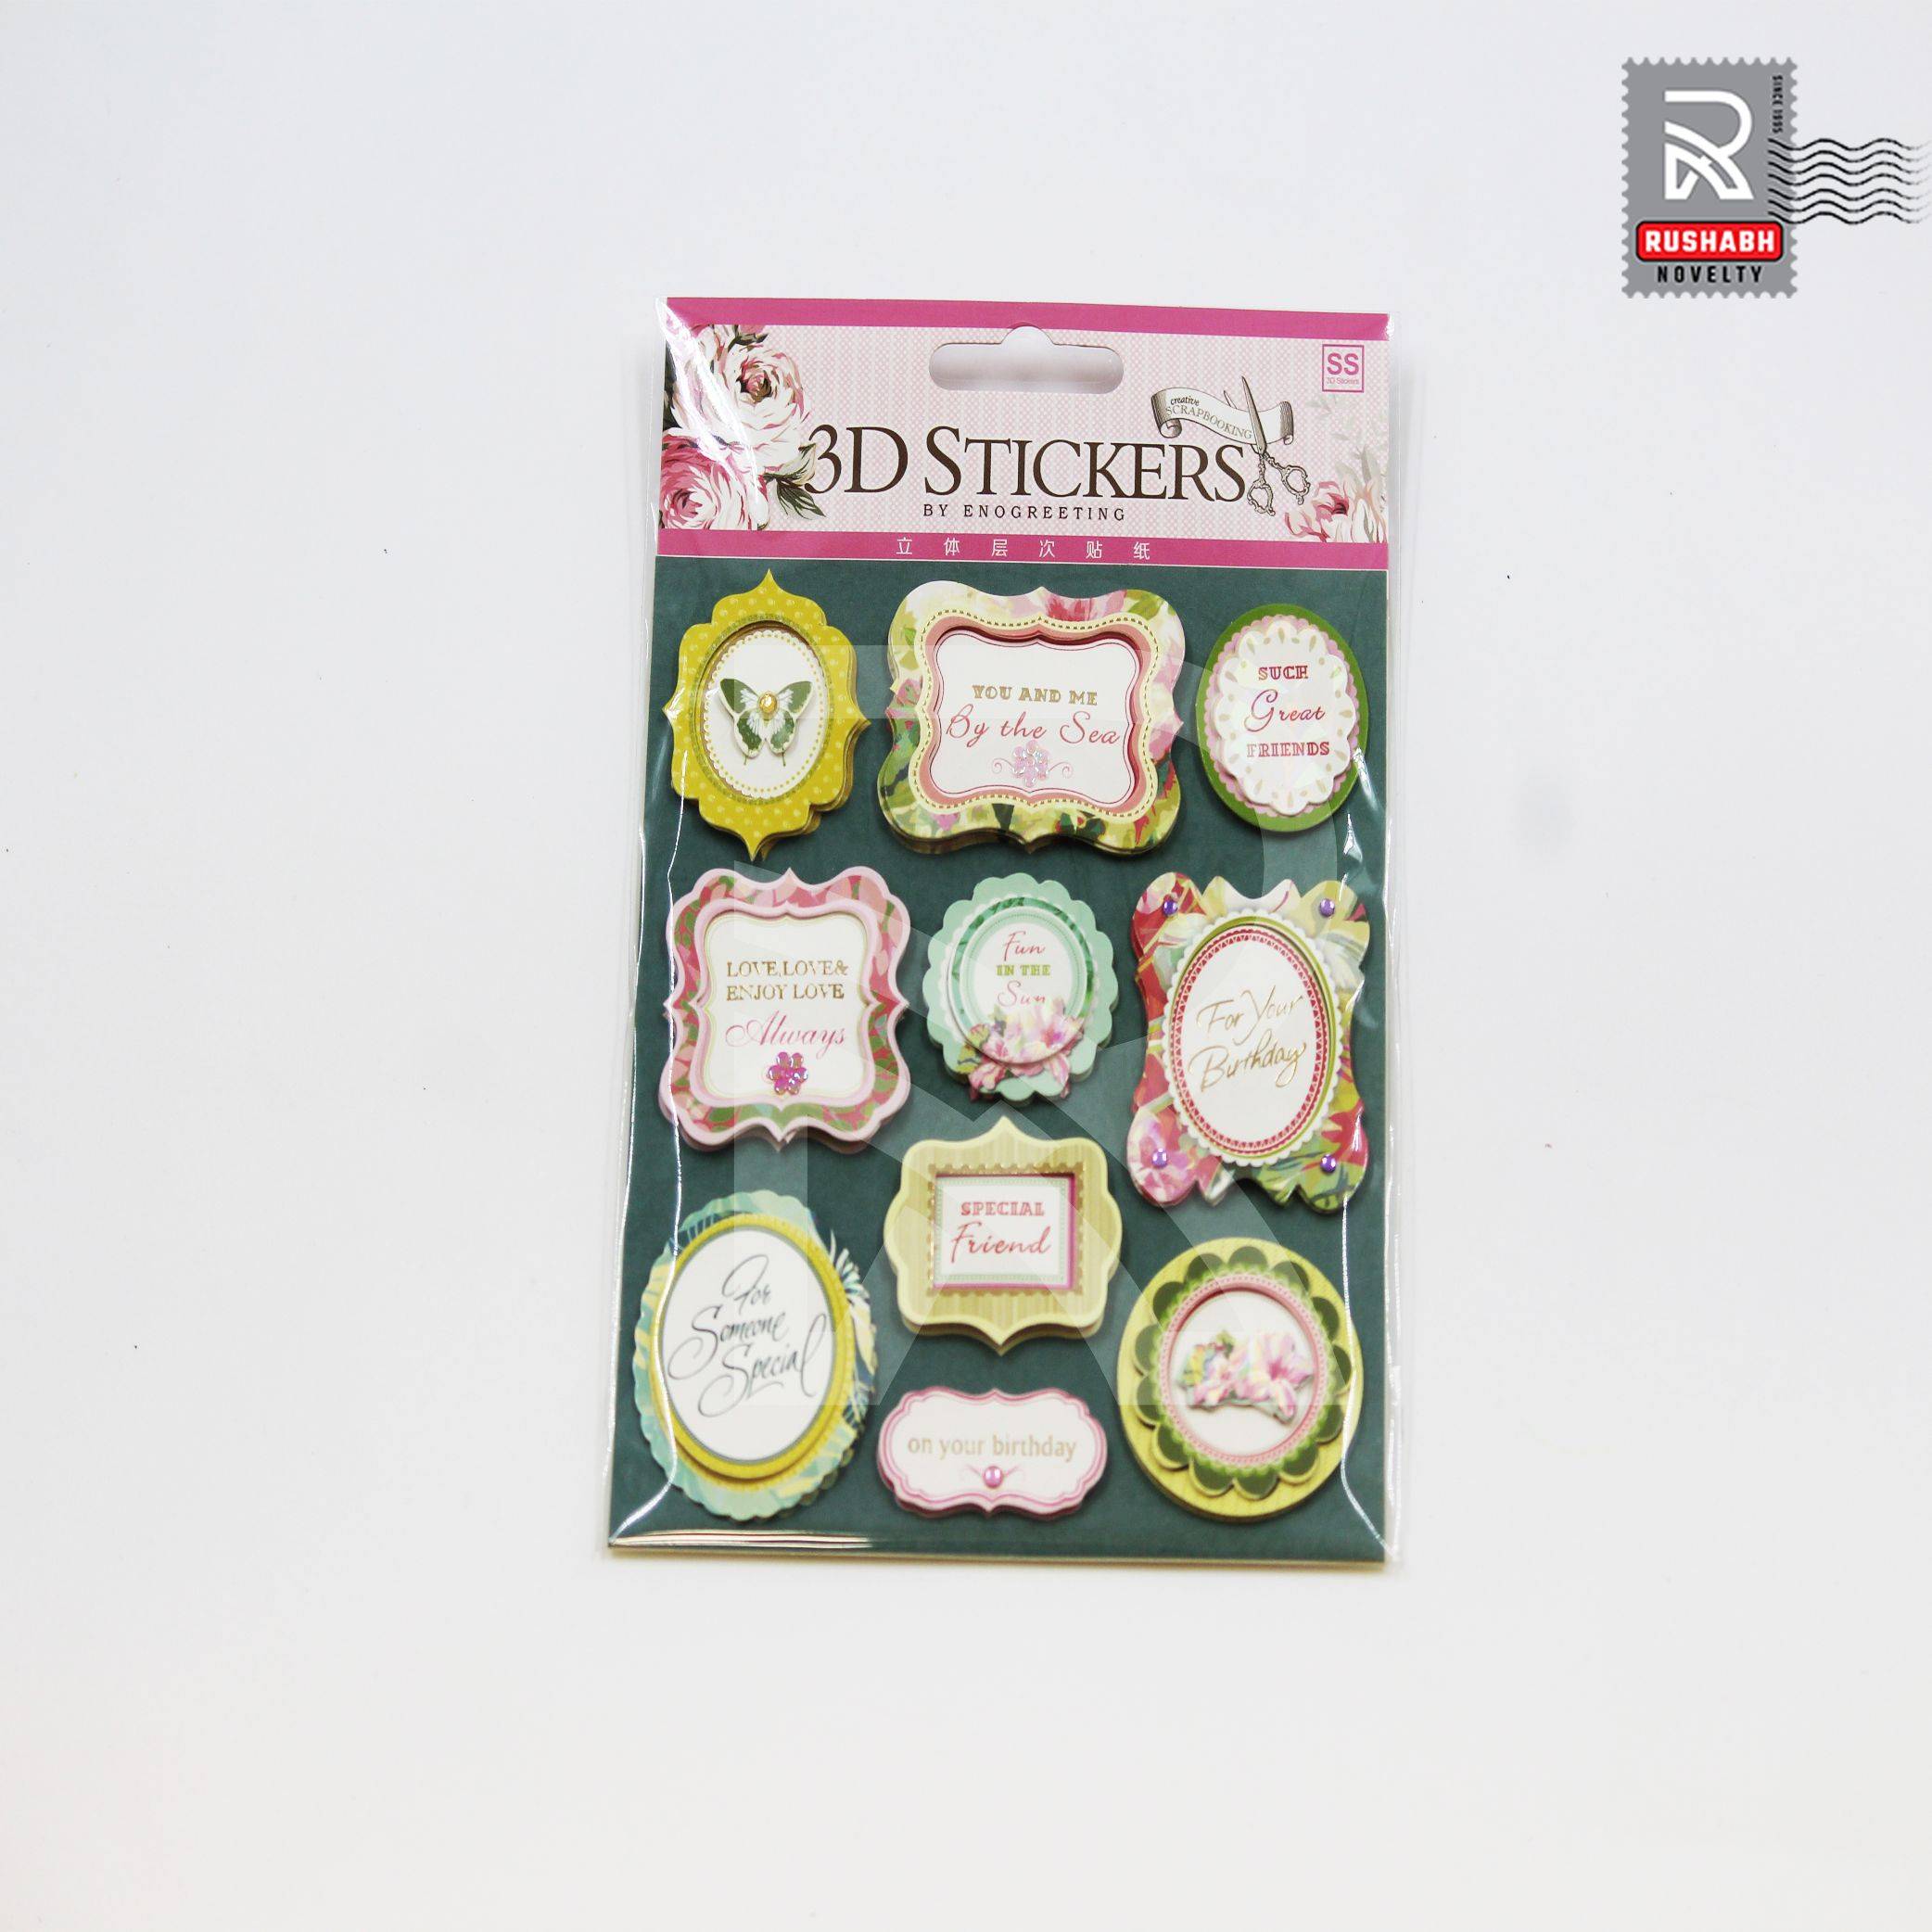 SINCE 1995
RUSHABH
NOVELTY
SS
3D Stickers
creative
SCRAPBOOKING
3D STICKERS
BY ENOGREETING
立体层次贴纸
YOU AND ME
By the Sea
SUCH
Great
FRIENDS
LOVE, LOVE &
ENJOY LOVE
Always
Fun
IN THE
Sun
For Your
Birthday
SPECIAL
Friend
For
Someone
Special
on your birthday